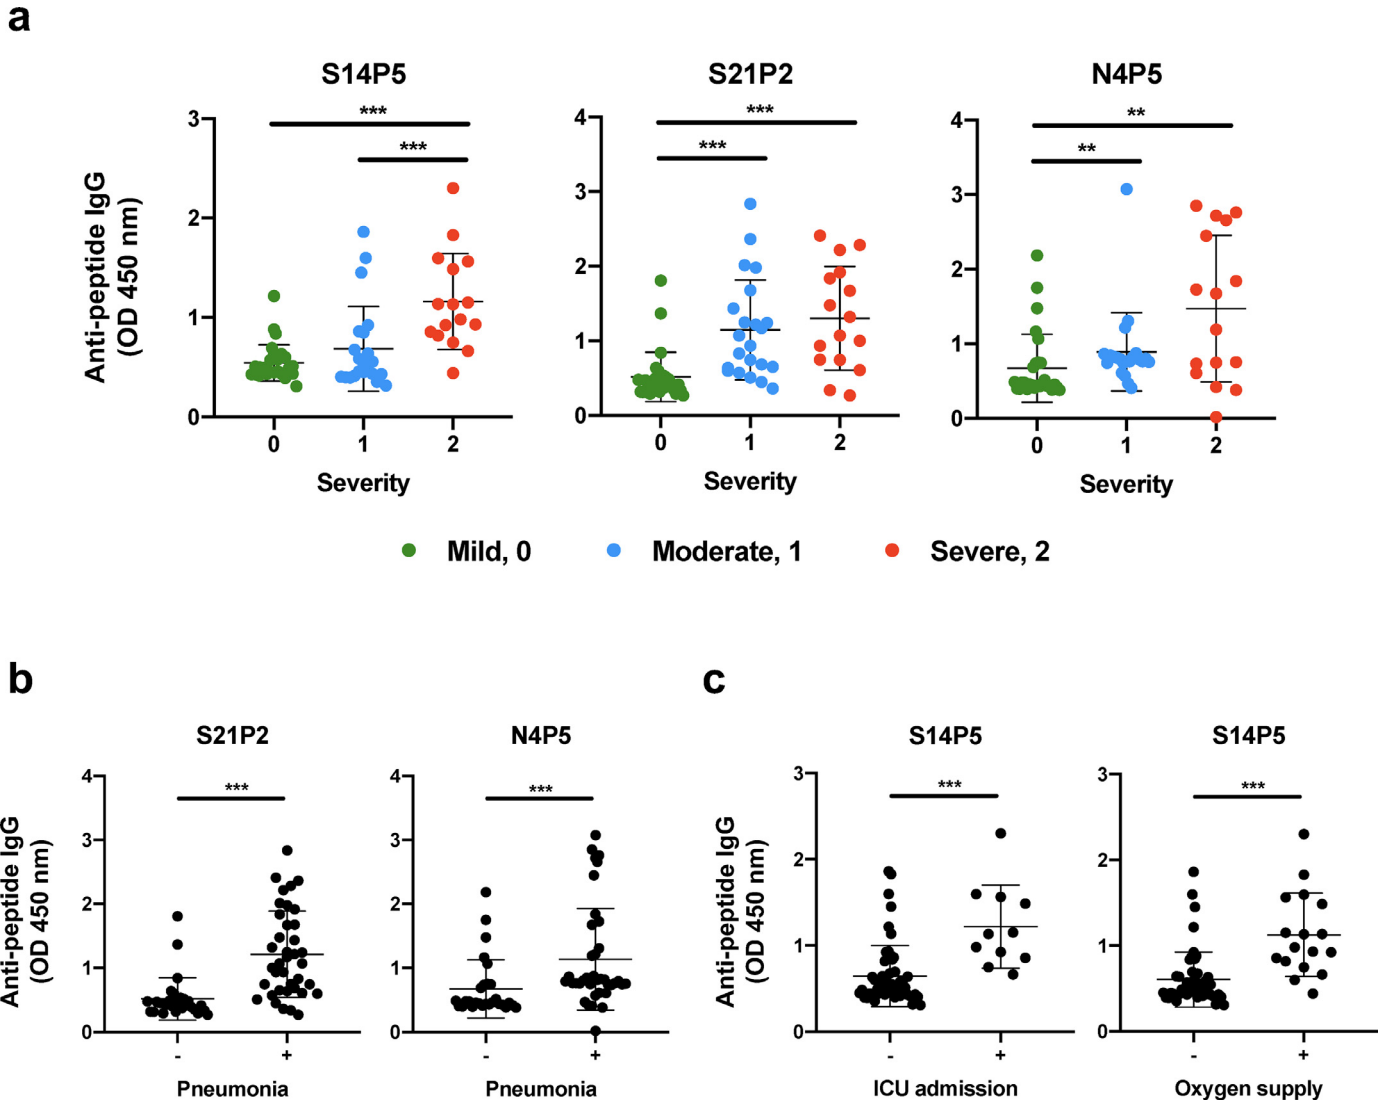 a
S14P5
S21P2
N4P5
Anti-peptide IgG
(OD 450 nm)
3
2
1
0
***
***
0
1
2
Severity
4
3
2
1
0
***
***
0
1
2
Severity
4
3
2
1
0
**
**
0
1
2
Severity
Mild, 0
Moderate, 1
Severe, 2
b
S21P2
N4P5
Anti-peptide IgG
(OD 450 nm)
4
3
2
1
0
***
-
+
Pneumonia
4
3
2
1
0
***
-
+
Pneumonia
c
S14P5
S14P5
Anti-peptide IgG
(OD 450 nm)
3
2
1
0
***
-
+
ICU admission
3
2
1
0
***
-
+
Oxygen supply